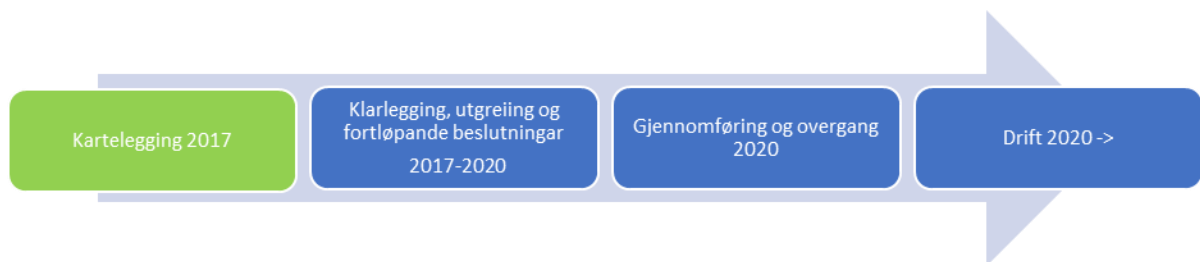 Kartelegging 2017
Klarlegging, utgreiing og
fortløpande beslutningar
2017-2020
Gjennomføring og overgang
2020
Drift 2020 ->